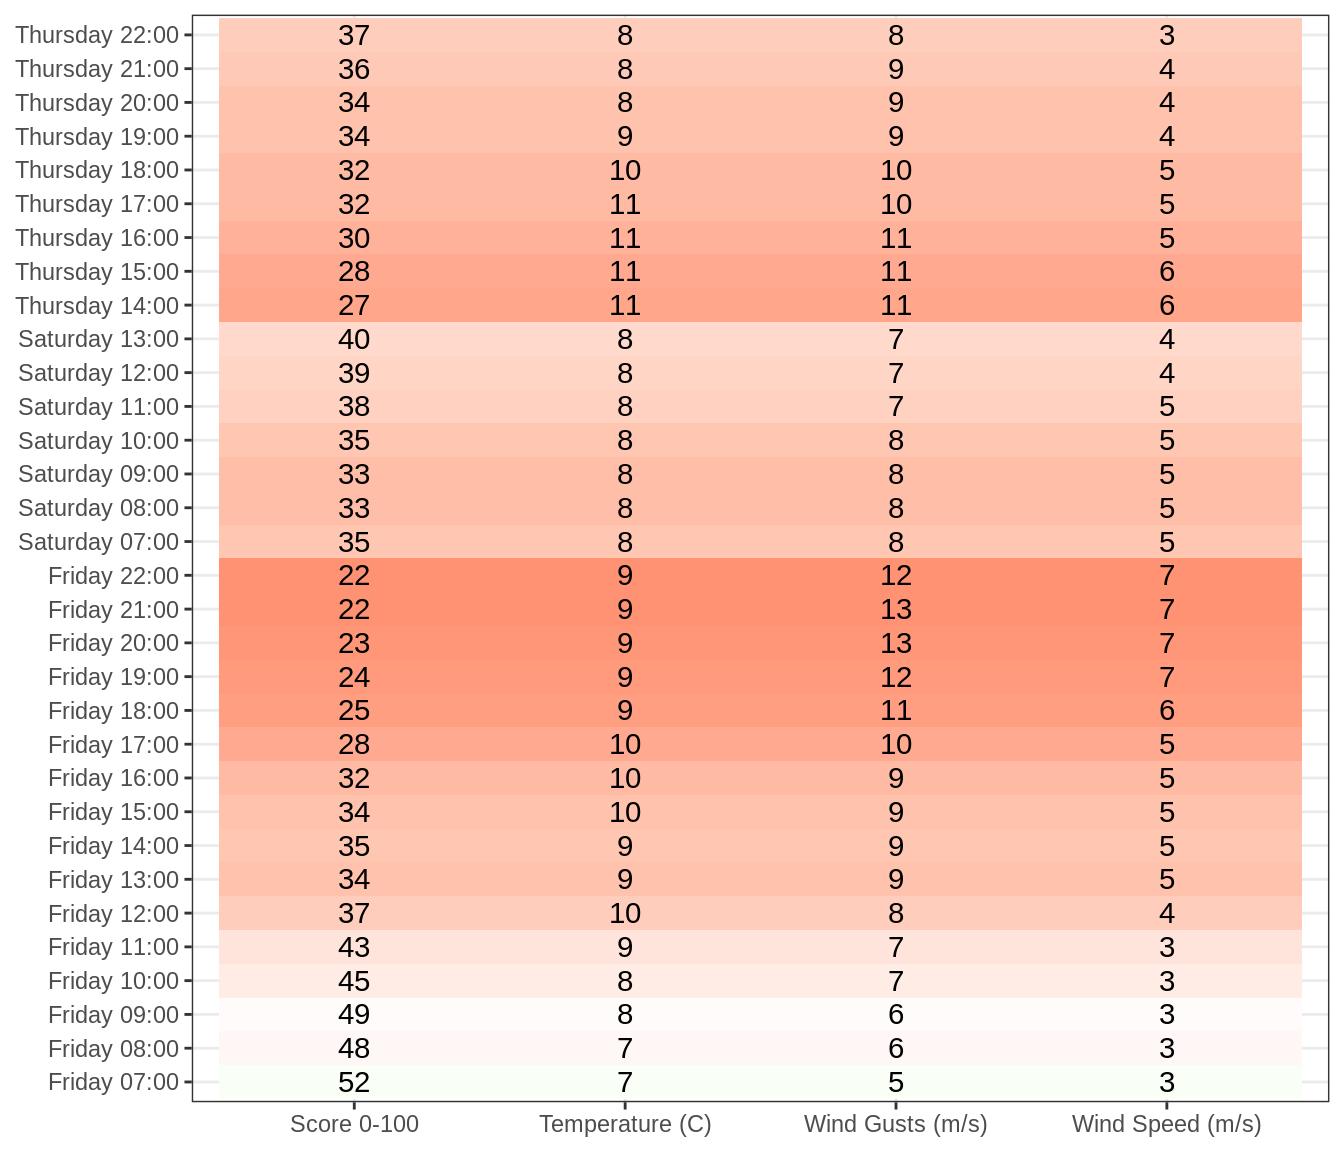 Thursday 22:00 37 8 8 3
Thursday 21:00 36 8 9 4
Thursday 20:00 34 8 9 4
Thursday 19:00 34 9 9 4
Thursday 18:00 32 10 10 5
Thursday 17:00 32 11 10 5
Thursday 16:00 30 11 11 5
Thursday 15:00 28 11 11 6
Thursday 14:00 27 11 11 6
Saturday 13:00 40 8 7 4
Saturday 12:00 39 8 7 4
Saturday 11:00 38 8 7 5
Saturday 10:00 35 8 8 5
Saturday 09:00 33 8 8 5
Saturday 08:00 33 8 8 5
Saturday 07:00 35 8 8 5
Friday 22:00 22 9 12 7
Friday 21:00 22 9 13 7
Friday 20:00 23 9 13 7
Friday 19:00 24 9 12 7
Friday 18:00 25 9 11 6
Friday 17:00 28 10 10 5
Friday 16:00 32 10 9 5
Friday 15:00 34 10 9 5
Friday 14:00 35 9 9 5
Friday 13:00 34 9 9 5
Friday 12:00 37 10 8 4
Friday 11:00 43 9 7 3
Friday 10:00 45 8 7 3
Friday 09:00 49 8 6 3
Friday 08:00 48 7 6 3
Friday 07:00 52 7 5 3
Score 0-100 Temperature (C) Wind Gusts (m/s) Wind Speed (m/s)